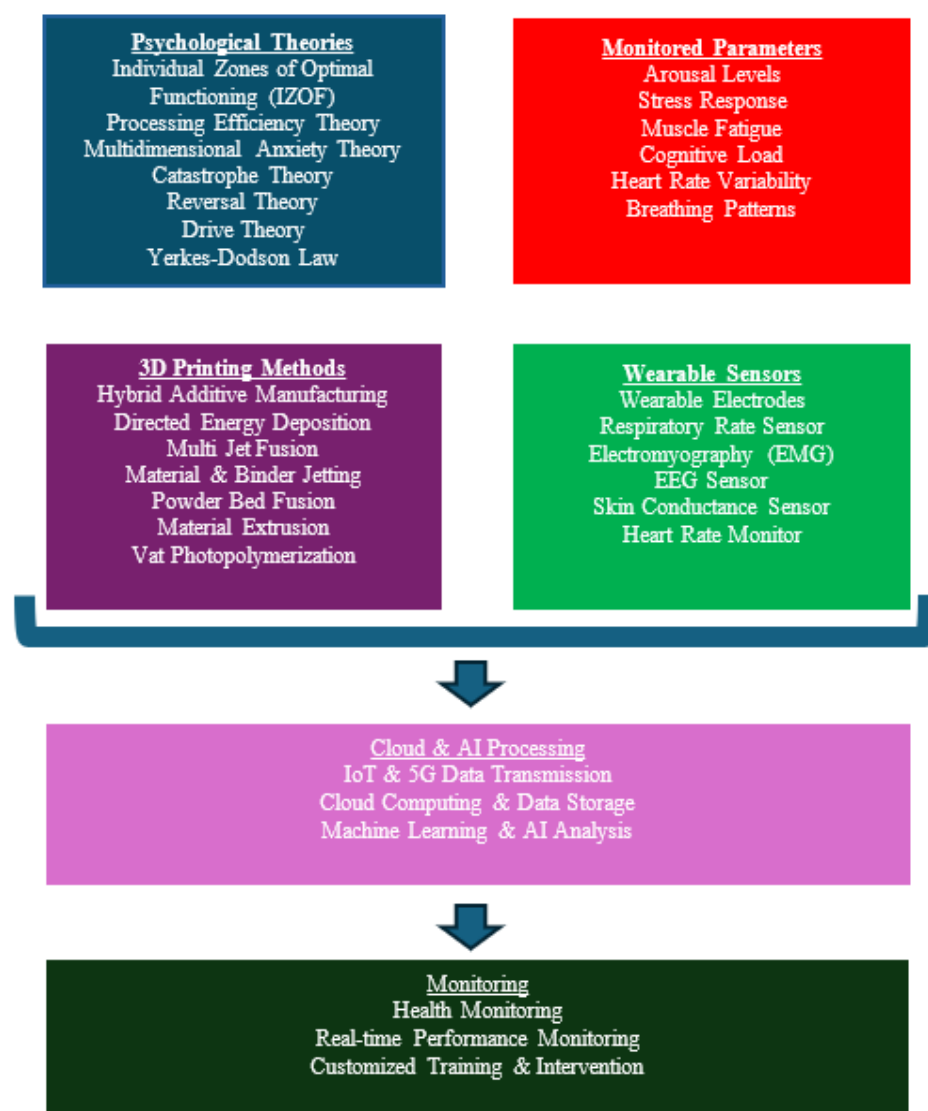 Psychological Theories
Individual Zones of Optimal
Functioning (IZOF)
Processing Efficiency Theory
Multidimensional Anxiety Theory
Catastrophe Theory
Reversal Theory
Drive Theory
Yerkes-Dodson Law
Monitored Parameters
Arousal Levels
Stress Response
Muscle Fatigue
Cognitive Load
Heart Rate Variability
Breathing Patterns
3D Printing Methods
Hybrid Additive Manufacturing
Directed Energy Deposition
Multi Jet Fusion
Material & Binder Jetting
Powder Bed Fusion
Material Extrusion
Vat Photopolymerization
Wearable Sensors
Wearable Electrodes
Respiratory Rate Sensor
Electromyography (EMG)
EEG Sensor
Skin Conductance Sensor
Heart Rate Monitor
Cloud & AI Processing
IoT & 5G Data Transmission
Cloud Computing & Data Storage
Machine Learning & AI Analysis
Monitoring
Health Monitoring
Real-time Performance Monitoring
Customized Training & Intervention